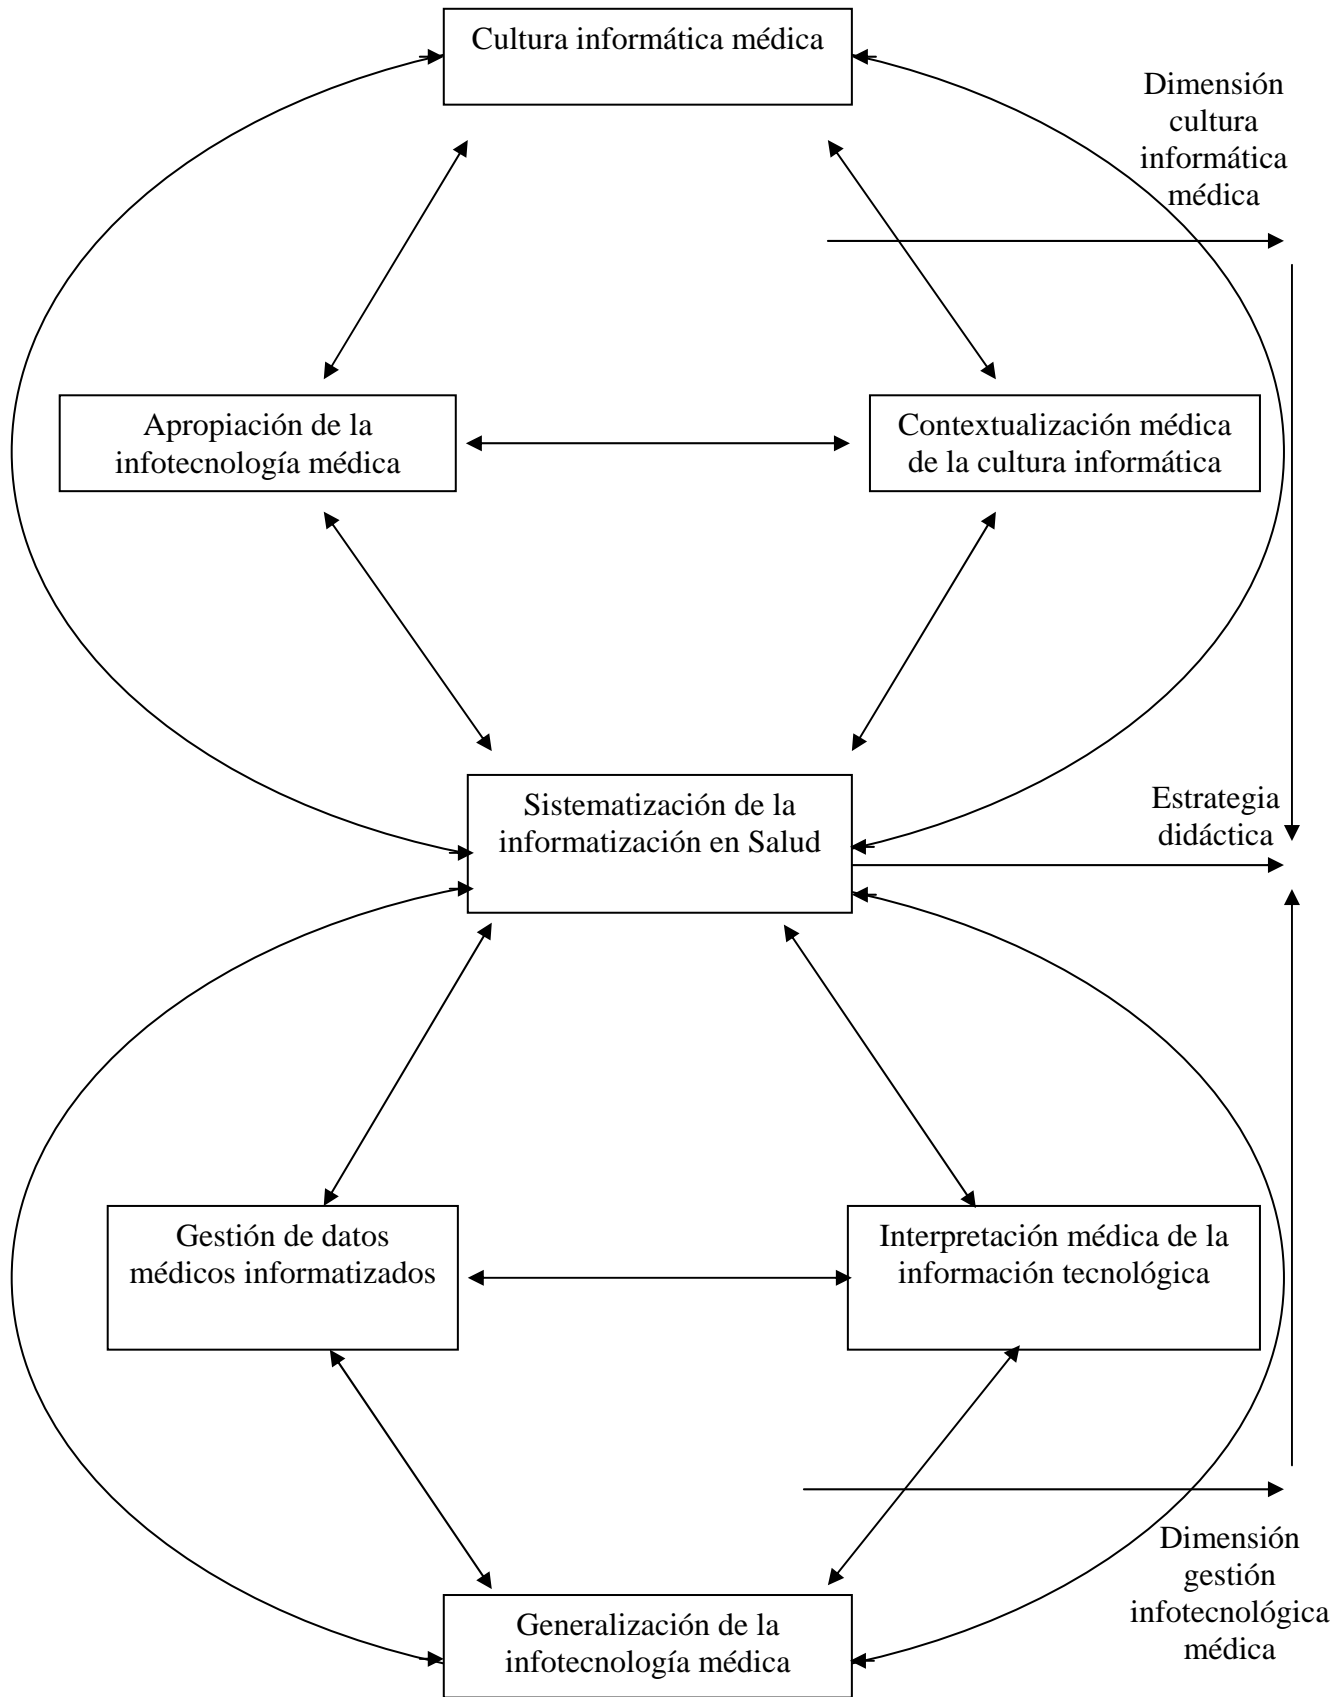 Cultura informática médica
Dimensión
cultura
informática
médica
Apropiación de la
infotecnología médica
Contextualización médica
de la cultura informática
Sistematización de la
informatización en Salud
Estrategia
didáctica
Gestión de datos
médicos informatizados
Interpretación médica de la
información tecnológica
Dimensión
gestión
infotecnológica
médica
Generalización de la
infotecnología médica